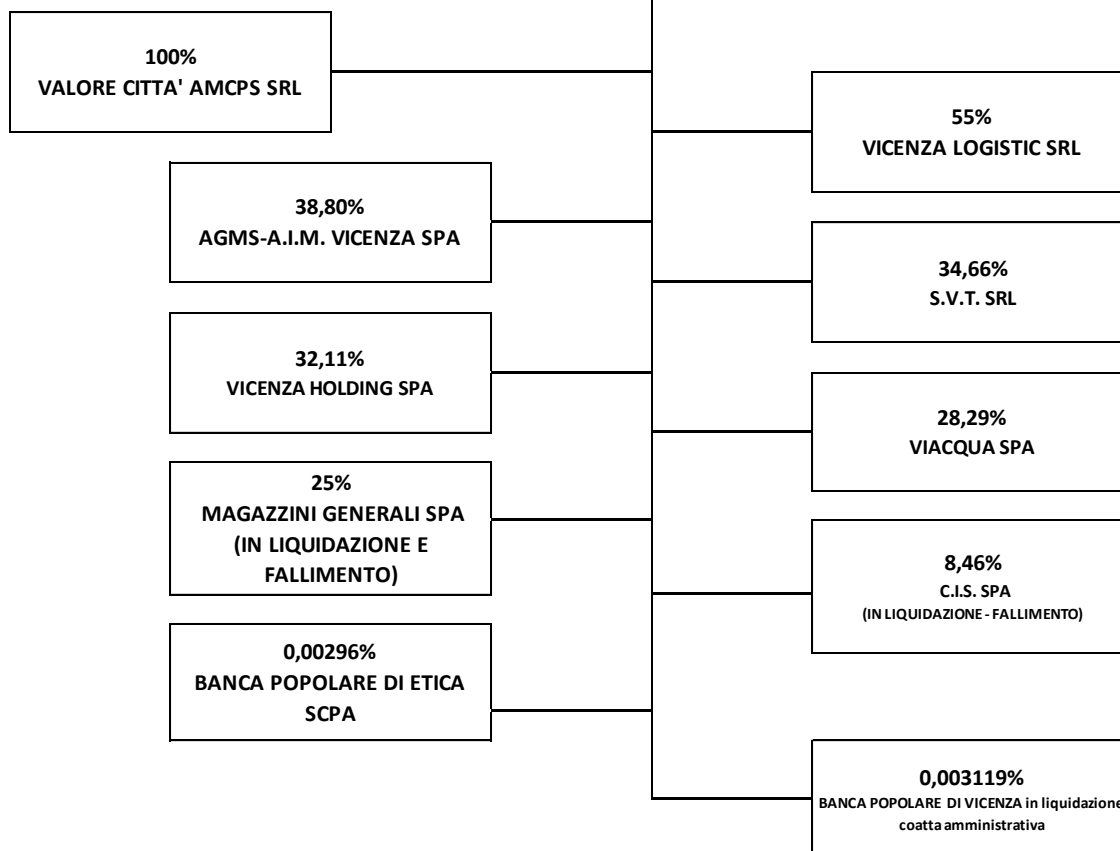 100%
VALORE CITTA' AMCPS SRL
55%
VICENZA LOGISTIC SRL
38,80%
AGMS-A.I.M. VICENZA SPA
34,66%
S.V.T. SRL
32,11%
VICENZA HOLDING SPA
28,29%
VIACQUA SPA
25%
MAGAZZINI GENERALI SPA
(IN LIQUIDAZIONE E
FALLIMENTO)
8,46%
C.I.S. SPA
(IN LIQUIDAZIONE - FALLIMENTO)
0,00296%
BANCA POPOLARE DI ETICA
SCPA
0,003119%
BANCA POPOLARE DI VICENZA in liquidazione
coatta amministrativa